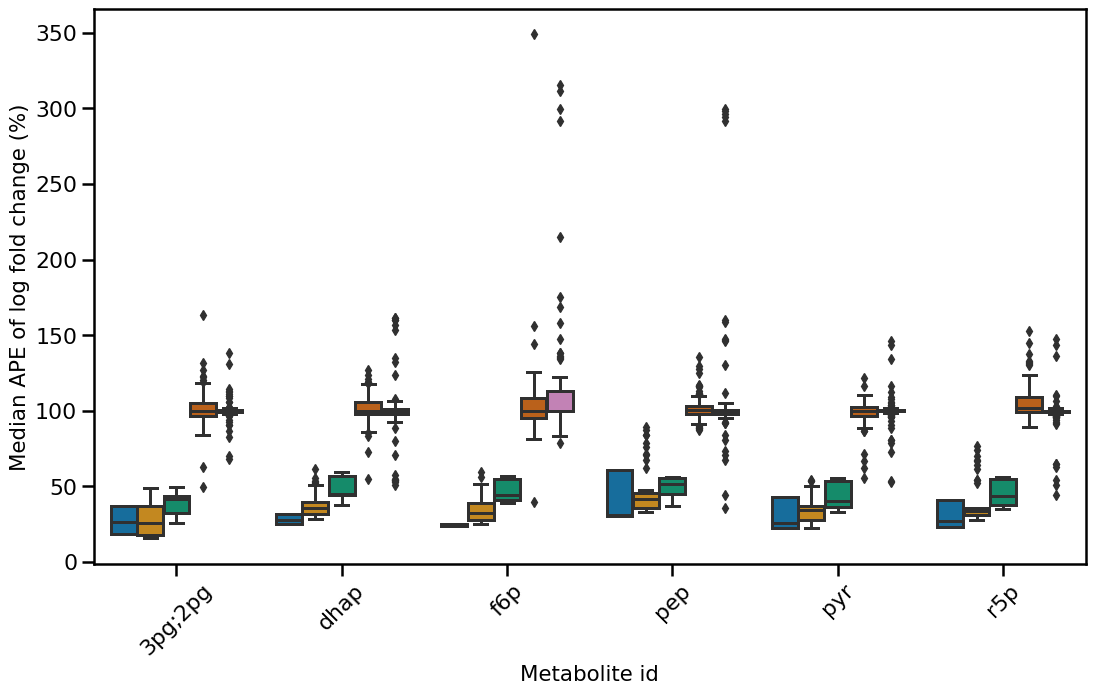 Median APE of log fold change (%)
350
300
250
200
150
100
50
0
3pg;2pg
dhap
f6p
pep
pyr
r5p
Metabolite id